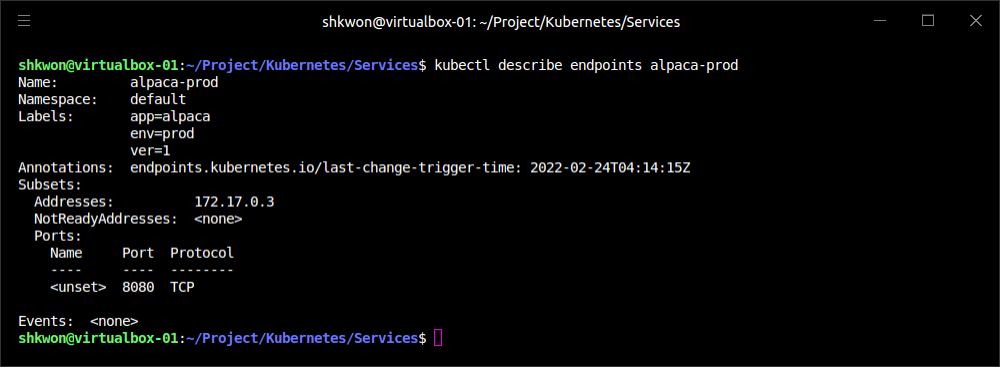 shkwon@virtualbox-01: ~/Project/Kubernetes/Services
shkwon@virtualbox-01:~/Project/Kubernetes/Services$ kubectl describe endpoints alpaca-prod
Name:         alpaca-prod
Namespace:    default
Labels:       app=alpaca
              env=prod
              ver=1
Annotations:  endpoints.kubernetes.io/last-change-trigger-time: 2022-02-24T04:14:15Z
Subsets:
  Addresses:          172.17.0.3
  NotReadyAddresses:  <none>
  Ports:
    Name     Port  Protocol
    ----     ----  --------
    <unset>  8080  TCP

Events:  <none>
shkwon@virtualbox-01:~/Project/Kubernetes/Services$